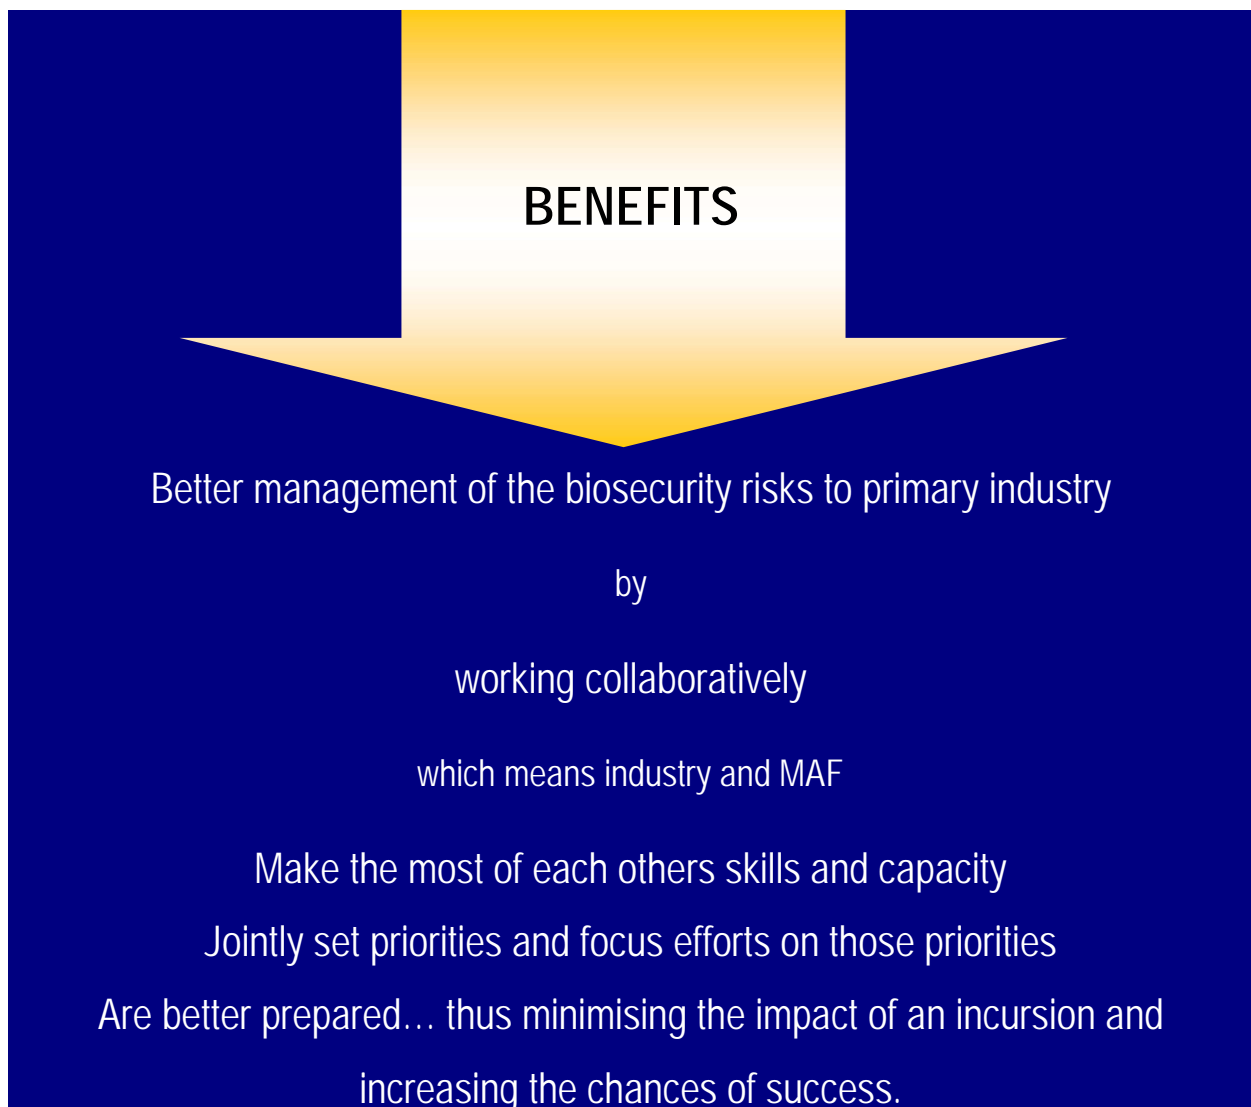 BENEFITS
Better management of the biosecurity risks to primary industry
by
working collaboratively
which means industry and MAF
Make the most of each others skills and capacity
Jointly set priorities and focus efforts on those priorities
Are better prepared… thus minimising the impact of an incursion and
increasing the chances of success.